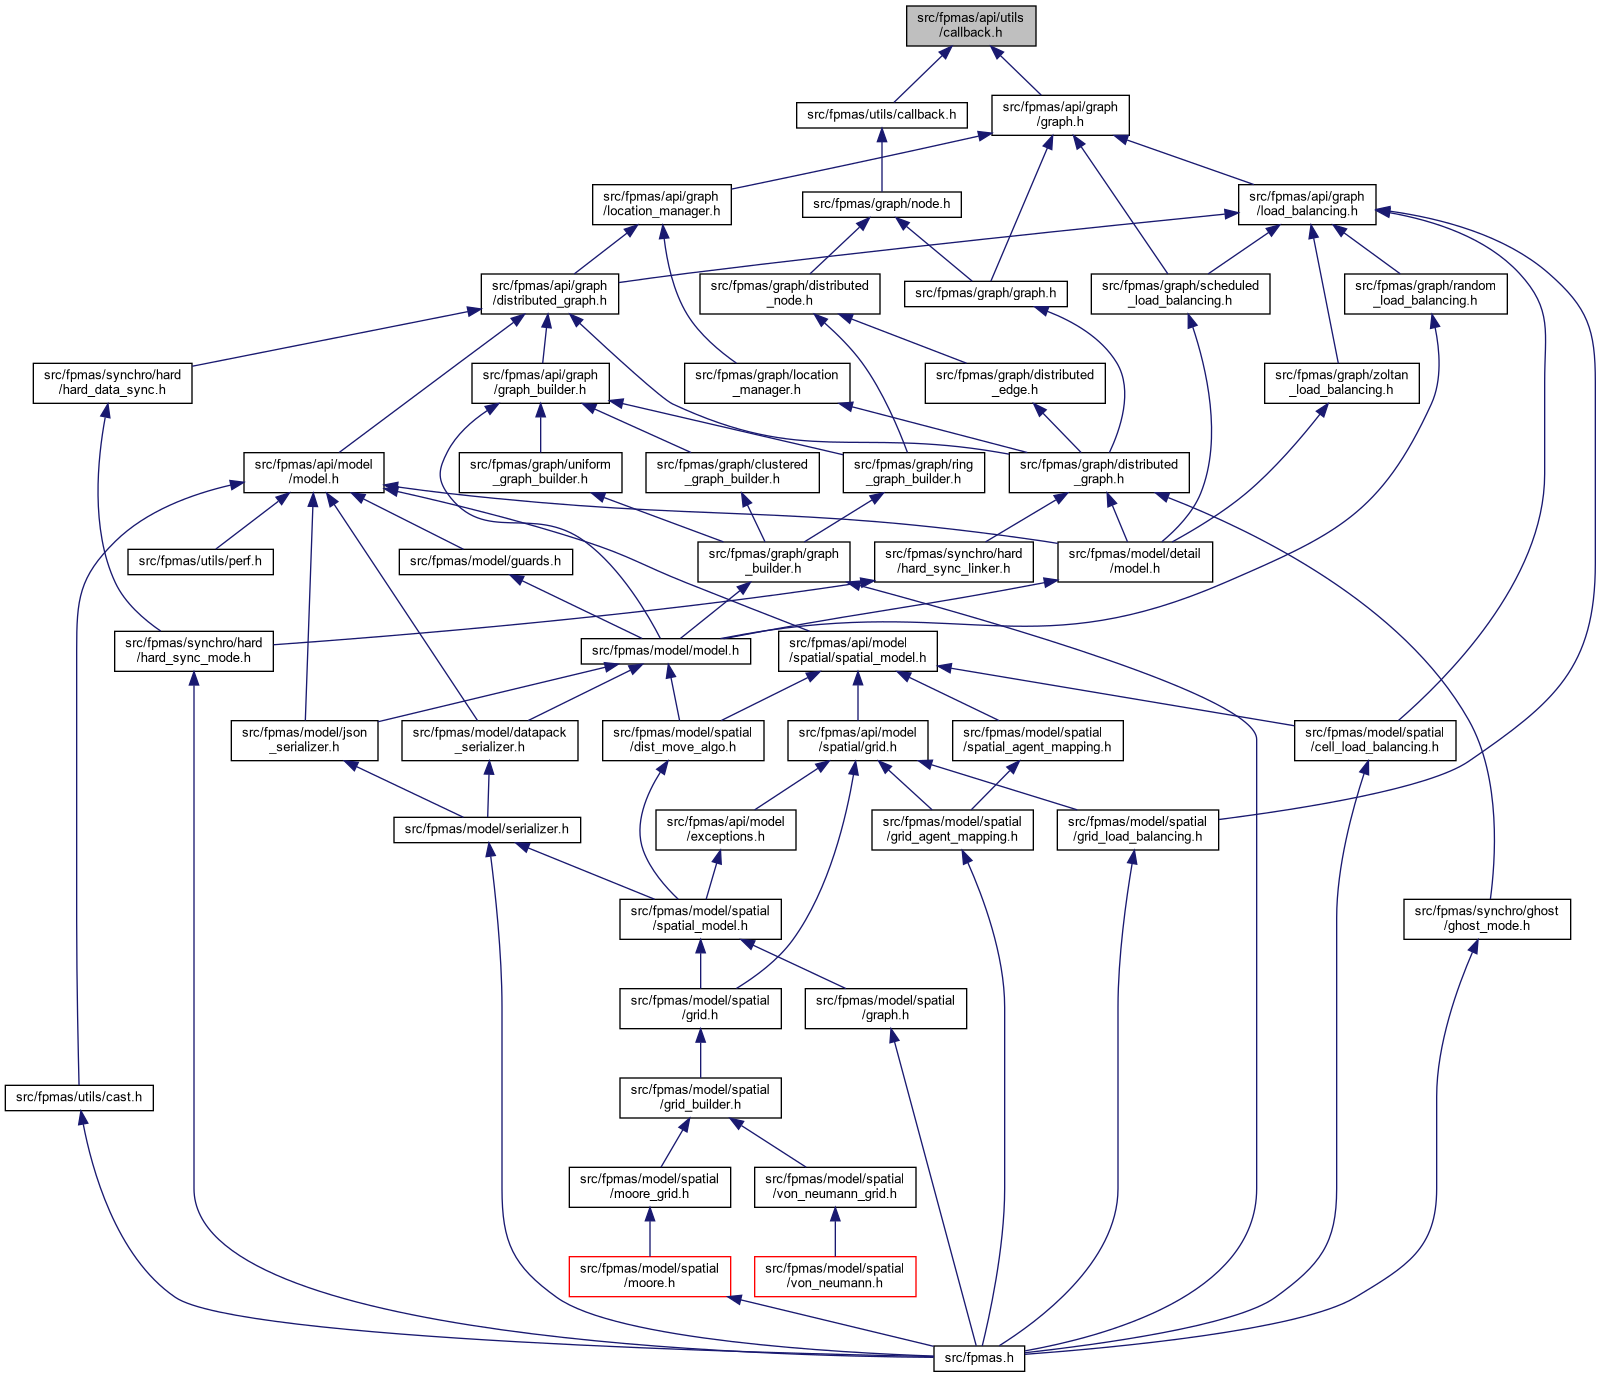 src/fpmas/api/utils
/callback.h
src/fpmas/utils/callback.h
src/fpmas/api/graph
/graph.h
src/fpmas/api/graph
/location_manager.h
src/fpmas/graph/node.h
src/fpmas/api/graph
/load_balancing.h
src/fpmas/api/graph
/distributed_graph.h
src/fpmas/graph/distributed
_node.h
src/fpmas/graph/graph.h
src/fpmas/graph/scheduled
_load_balancing.h
src/fpmas/graph/random
_load_balancing.h
src/fpmas/synchro/hard
/hard_data_sync.h
src/fpmas/api/graph
/graph_builder.h
src/fpmas/graph/location
_manager.h
src/fpmas/graph/distributed
_edge.h
src/fpmas/graph/zoltan
_load_balancing.h
src/fpmas/api/model
/model.h
src/fpmas/graph/uniform
_graph_builder.h
src/fpmas/graph/clustered
_graph_builder.h
src/fpmas/graph/ring
_graph_builder.h
src/fpmas/graph/distributed
_graph.h
src/fpmas/utils/perf.h
src/fpmas/model/guards.h
src/fpmas/graph/graph
_builder.h
src/fpmas/synchro/hard
/hard_sync_linker.h
src/fpmas/model/detail
/model.h
src/fpmas/synchro/hard
/hard_sync_mode.h
src/fpmas/model/model.h
src/fpmas/api/model
/spatial/spatial_model.h
src/fpmas/model/json
_serializer.h
src/fpmas/model/datapack
_serializer.h
src/fpmas/model/spatial
/dist_move_algo.h
src/fpmas/api/model
/spatial/grid.h
src/fpmas/model/spatial
/spatial_agent_mapping.h
src/fpmas/model/spatial
/cell_load_balancing.h
src/fpmas/model/serializer.h
src/fpmas/api/model
/exceptions.h
src/fpmas/model/spatial
/grid_agent_mapping.h
src/fpmas/model/spatial
/grid_load_balancing.h
src/fpmas/model/spatial
/spatial_model.h
src/fpmas/synchro/ghost
/ghost_mode.h
src/fpmas/model/spatial
/grid.h
src/fpmas/model/spatial
/graph.h
src/fpmas/utils/cast.h
src/fpmas/model/spatial
/grid_builder.h
src/fpmas/model/spatial
/moore_grid.h
src/fpmas/model/spatial
/von_neumann_grid.h
src/fpmas/model/spatial
/moore.h
src/fpmas/model/spatial
/von_neumann.h
src/fpmas.h